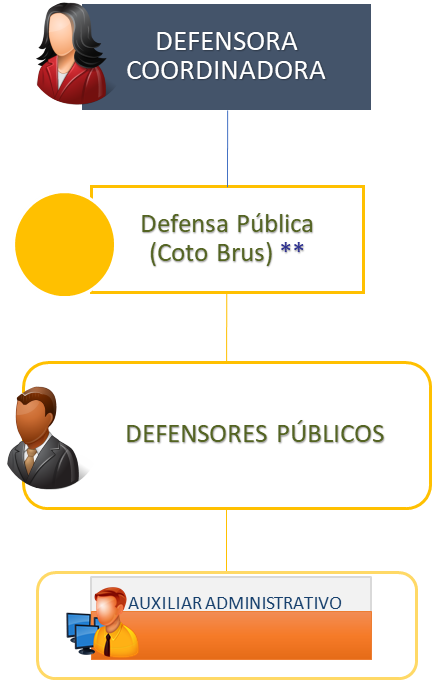 DEFENSORA
COORDINADORA
Defensa Pública
(Coto Brus) **
DEFENSORES PÚBLICOS
AUXILIAR ADMINISTRATIVO